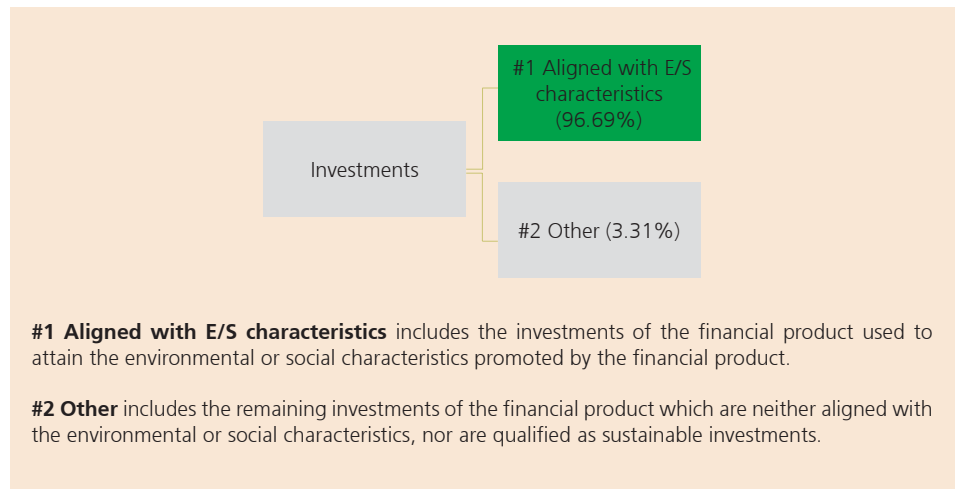 #1 Aligned with E/S
characteristics
(96.69%)
Investments
#2 Other (3.31%)
#1 Aligned with E/S characteristics includes the investments of the financial product used to
attain the environmental or social characteristics promoted by the financial product.
#2 Other includes the remaining investments of the financial product which are neither aligned with
the environmental or social characteristics, nor are qualified as sustainable investments.